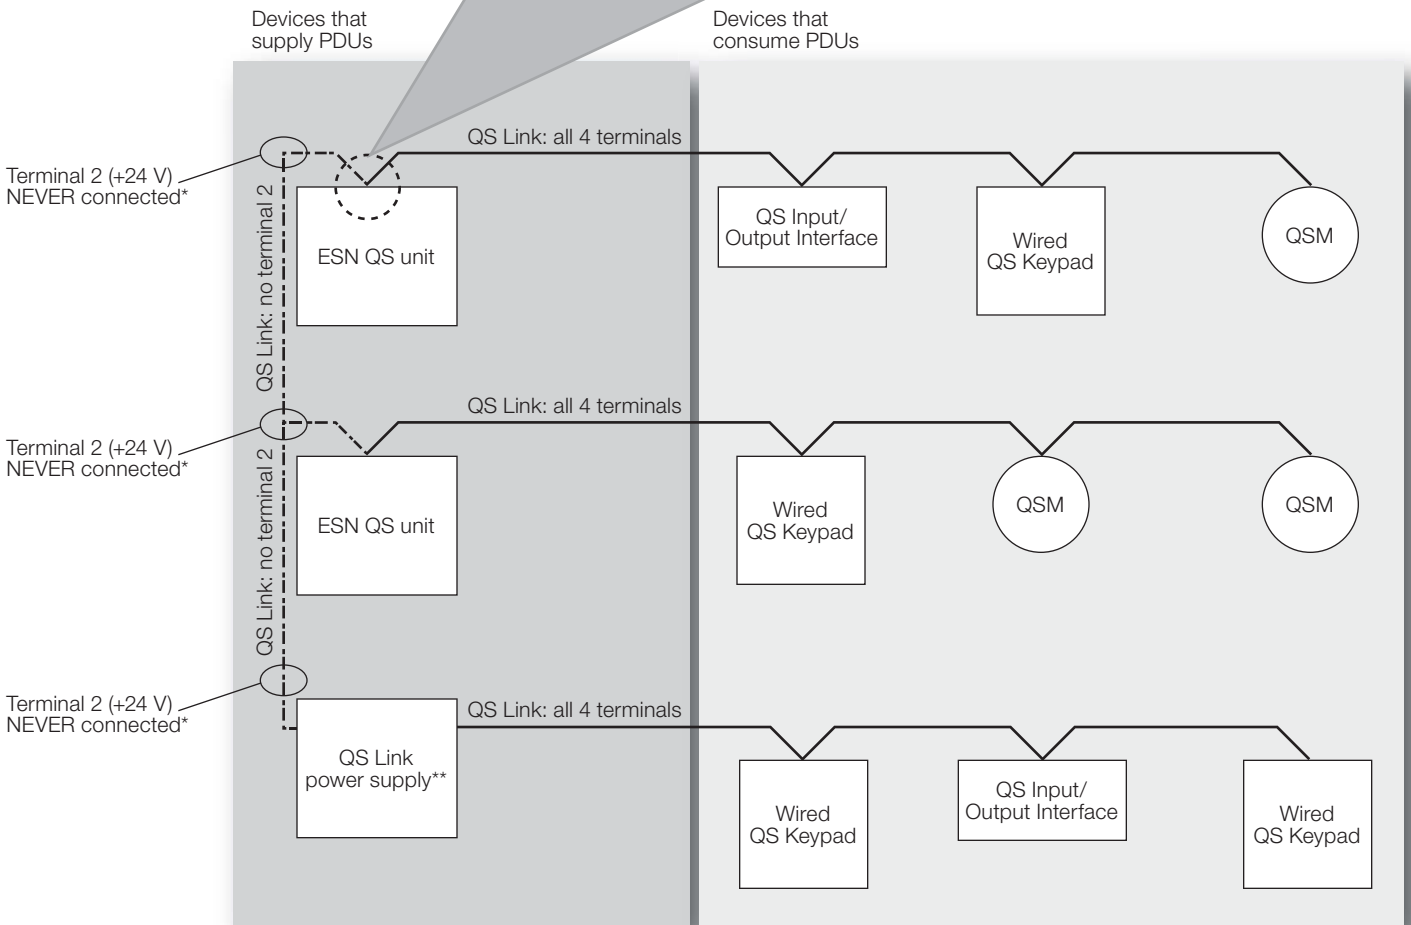 Devices that
supply PDUs
Devices that
consume PDUs
QS Link: all 4 terminals
Terminal 2 (+24 V)
NEVER connected*
QS Link: no terminal 2
ESN QS unit
QS Input/
Output Interface
Wired
QS Keypad
QSM
QS Link: all 4 terminals
Terminal 2 (+24 V)
NEVER connected*
QS Link: no terminal 2
ESN QS unit
Wired
QS Keypad
QSM
QSM
Terminal 2 (+24 V)
NEVER connected*
QS Link: all 4 terminals
QS Link
power supply**
Wired
QS Keypad
QS Input/
Output Interface
Wired
QS Keypad